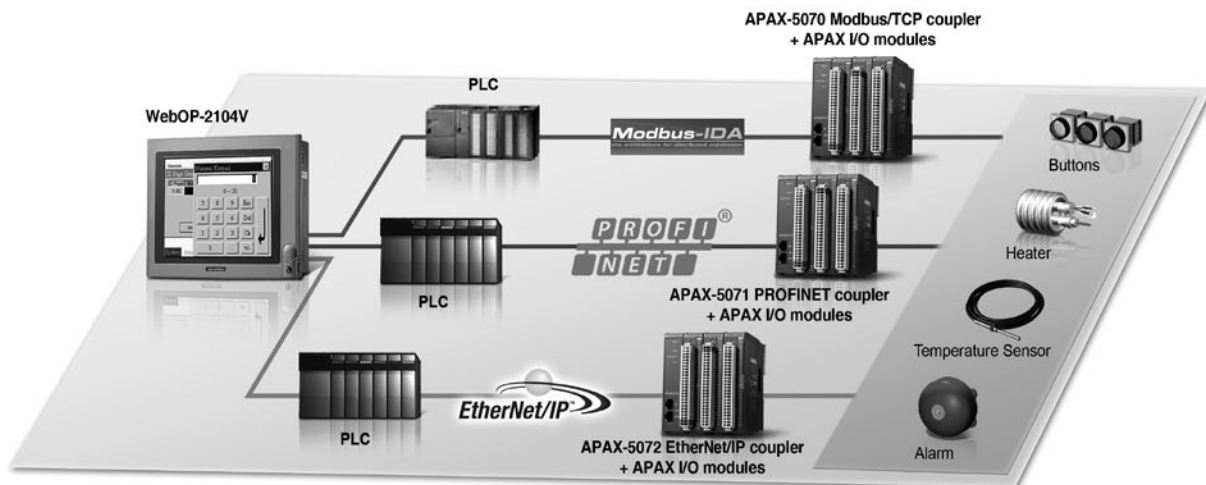 APAX-5070 Modbus/TCP coupler
+ APAX I/O modules
PLC
WebOP-2104V
Modbus-IDA
Buttons
PROFI®
NET
Heater
PLC
APAX-5071 PROFINET coupler
+ APAX I/O modules
Temperature Sensor
EtherNet/IP™
PLC
APAX-5072 EtherNet/IP coupler
+ APAX I/O modules
Alarm